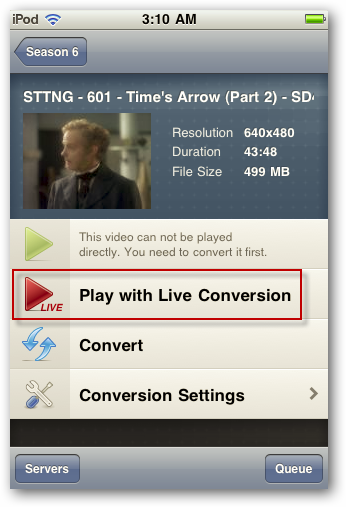 iPod 3:10 AM
Season 6
STTNG - 601 - Time's Arrow (Part 2) - SD
Resolution 640x480
Duration 43:48
File Size 499 MB
This video can not be played
directly. You need to convert it first.
LIVE
Play with Live Conversion
Convert
Conversion Settings
Servers
Queue